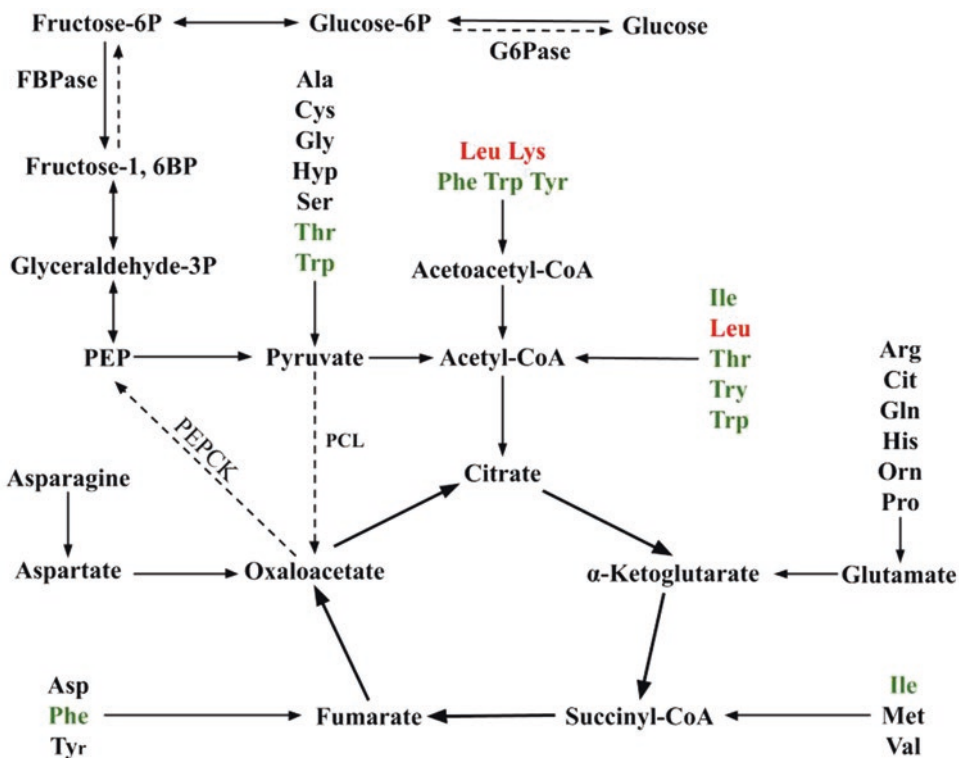 Fructose-6P
Glucose-6P
Glucose
G6Pase
FBPase
Ala
Cys
Gly
Hyp
Ser
Thr
Trp
Leu Lys
Phe Trp Tyr
Fructose-1, 6BP
Glyceraldehyde-3P
Acetoacetyl-CoA
Ile
Leu
Thr
Try
Trp
PEP
Pyruvate
Acetyl-CoA
Arg
Cit
Gln
His
Orn
Pro
PEPCK
PCL
Citrate
Asparagine
Aspartate
Oxaloacetate
α-Ketoglutarate
Glutamate
Asp
Phe
Tyr
Fumarate
Succinyl-CoA
Ile
Met
Val